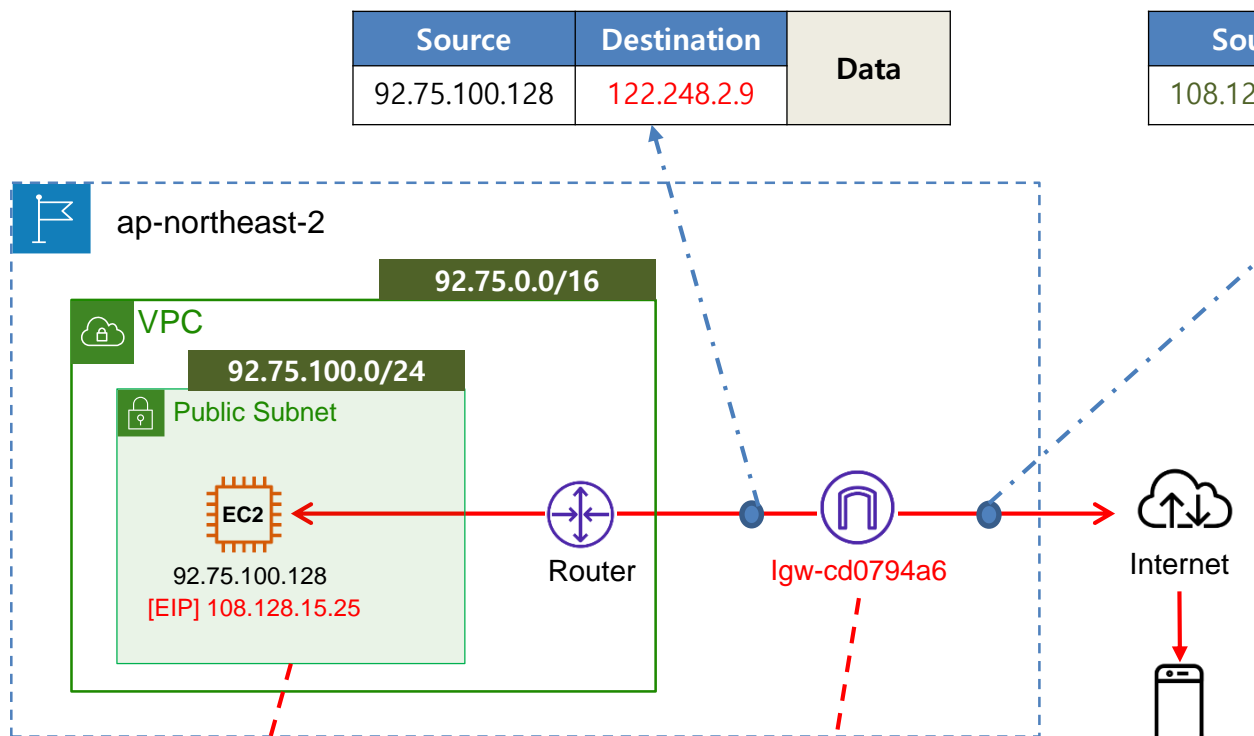 Source Destination Data
92.75.100.128 122.248.2.9
ap-northeast-2
92.75.0.0/16
VPC
92.75.100.0/24
Public Subnet
EC2
92.75.100.128
[EIP] 108.128.15.25
Router
Igw-cd0794a6
Internet